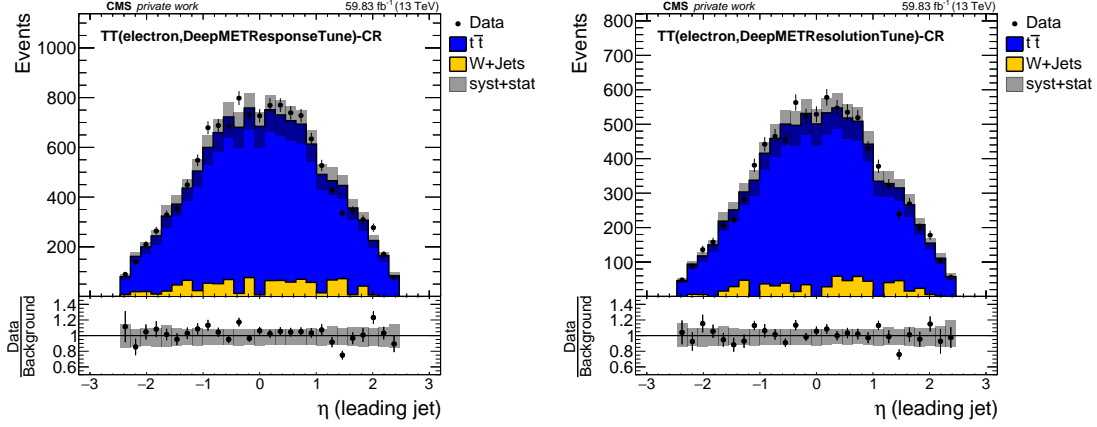 CMS private work 59.83 fb⁻¹ (13 TeV)
TT(electron,DeepMETResponseTune)-CR
Data
tt̅
W+Jets
syst+stat
Events
1000
800
600
400
200
Data
Background
1.4
1.2
1
0.8
0.6
−3 −2 −1 0 1 2 3
η (leading jet)
CMS private work 59.83 fb⁻¹ (13 TeV)
TT(electron,DeepMETResolutionTune)-CR
Data
tt̅
W+Jets
syst+stat
Events
800
700
600
500
400
300
200
100
Data
Background
1.4
1.2
1
0.8
0.6
−3 −2 −1 0 1 2 3
η (leading jet)